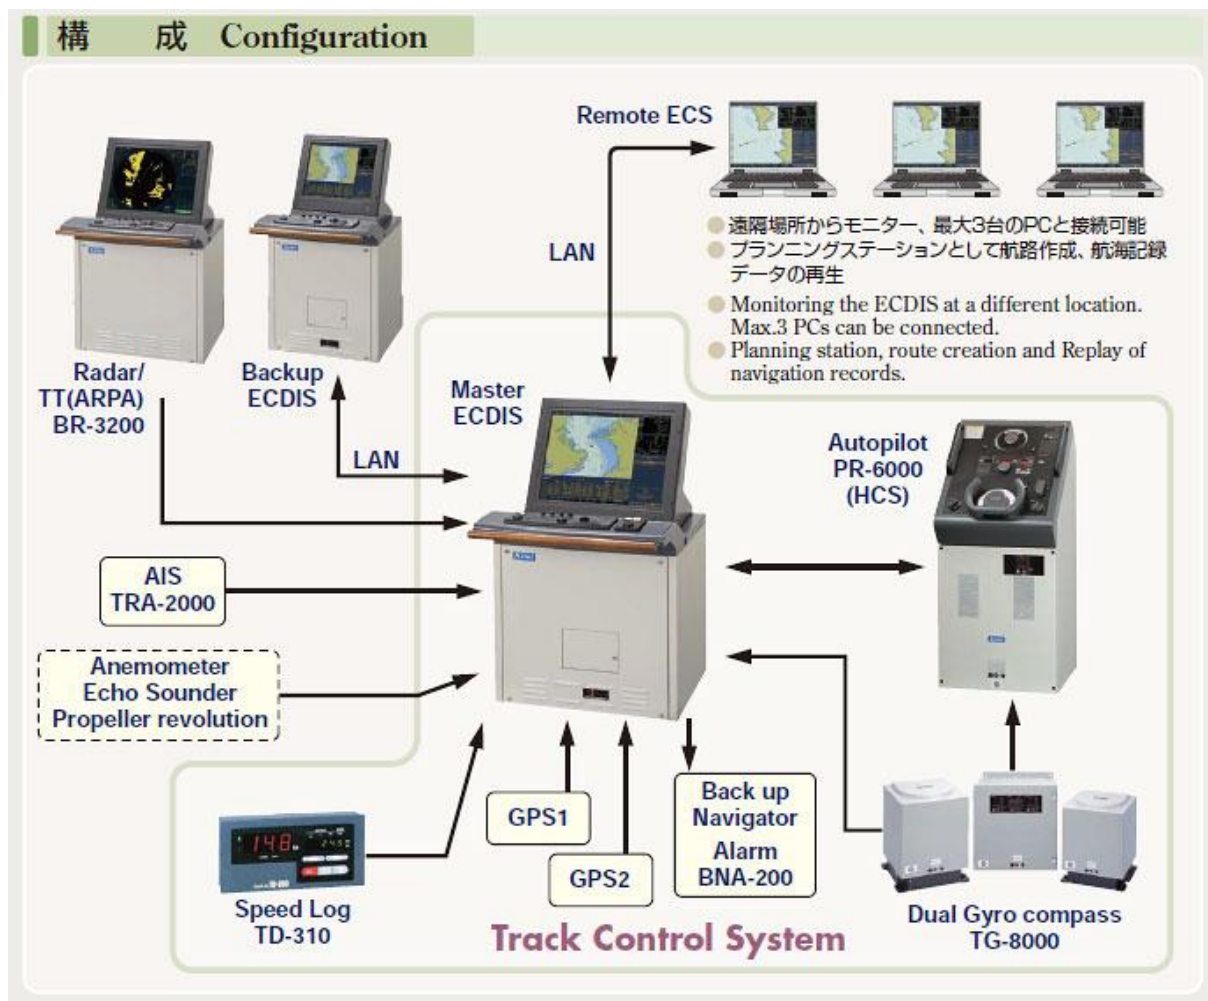 構 成 Configuration
Remote ECS
LAN
遠隔場所からモニター、最大3台のPCと接続可能
プランニングステーションとして航路作成、航海記録
データの再生
Monitoring the ECDIS at a different location.
Max.3 PCs can be connected.
Planning station, route creation and Replay of
navigation records.
Radar/
TT(ARPA)
BR-3200
Backup
ECDIS
LAN
Master
ECDIS
Autopilot
PR-6000
(HCS)
AIS
TRA-2000
Anemometer
Echo Sounder
Propeller revolution
GPS1
GPS2
Back up
Navigator
Alarm
BNA-200
148
Speed Log
TD-310
Dual Gyro compass
TG-8000
Track Control System